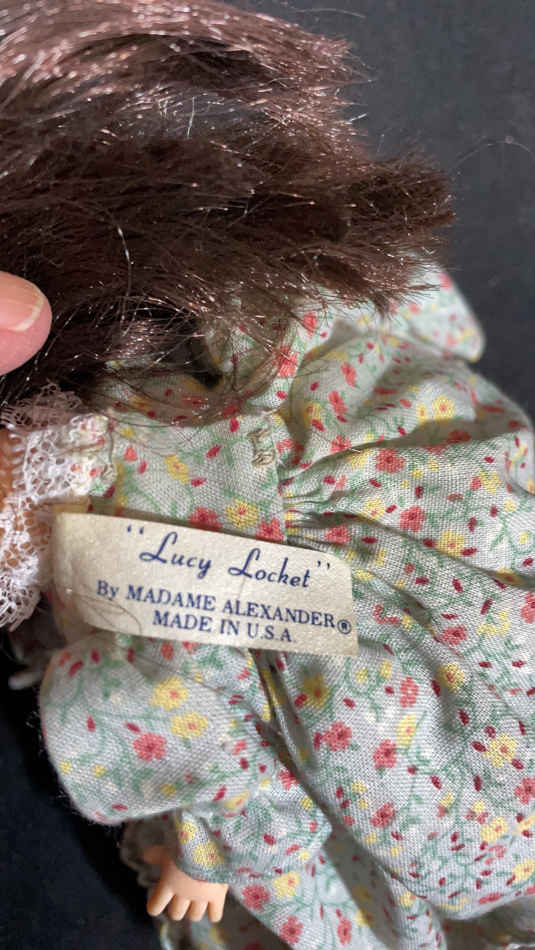 "Lucy Locket"
By MADAME ALEXANDER®
MADE IN U.S.A.